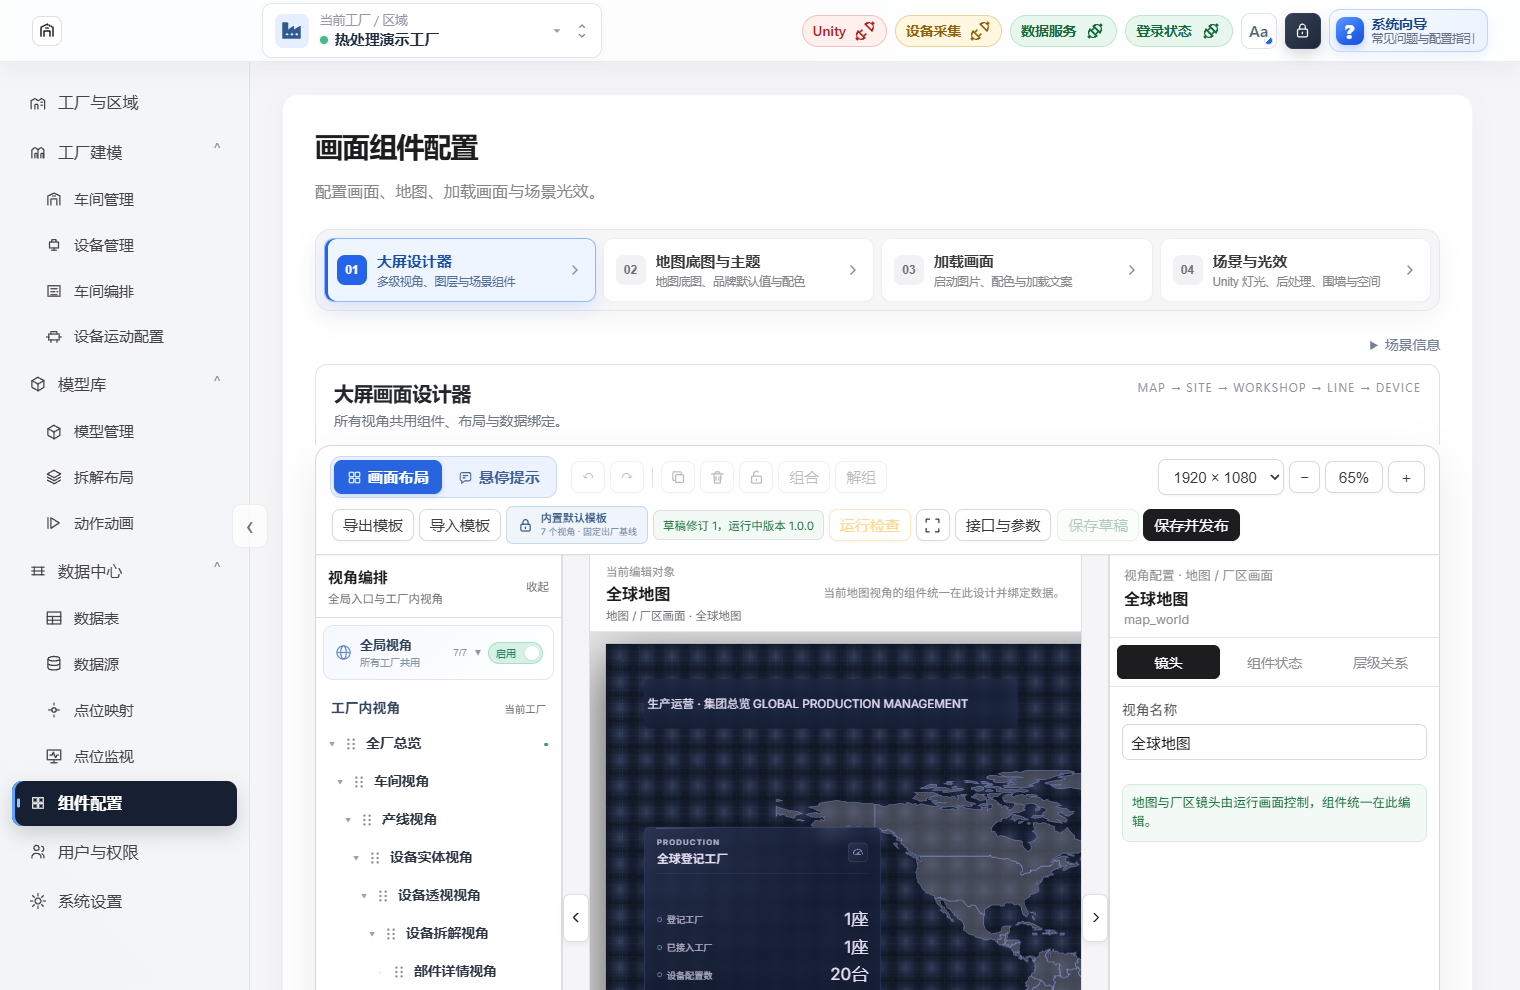 当前工厂 / 区域
热处理演示工厂
Unity
设备采集
数据服务
登录状态
Aa
?
系统向导
常见问题与配置指引
工厂与区域
工厂建模
车间管理
设备管理
车间编排
设备运动配置
模型库
模型管理
拆解布局
动作动画
数据中心
数据表
数据源
点位映射
点位监视
组件配置
用户与权限
系统设置
画面组件配置
配置画面、地图、加载画面与场景光效。
01
大屏设计器
多级视角、图层与场景组件
02
地图底图与主题
地图底图、品牌默认值与配色
03
加载画面
启动图片、配色与加载文案
04
场景与光效
Unity 灯光、后处理、围墙与空间
▶ 场景信息
大屏画面设计器
所有视角共用组件、布局与数据绑定。
MAP → SITE → WORKSHOP → LINE → DEVICE
画面布局
悬停提示
组合
解组
1920 × 1080
−
65%
+
导出模板
导入模板
内置默认模板
7 个视角 · 固定出厂基线
草稿修订 1，运行中版本 1.0.0
运行检查
接口与参数
保存草稿
保存并发布
视角编排
全局入口与工厂内视角
收起
全局视角
所有工厂共用
7/7
启用
工厂内视角
当前工厂
全厂总览
车间视角
产线视角
设备实体视角
设备透视视角
设备拆解视角
部件详情视角
当前编辑对象
全球地图
地图 / 厂区画面 · 全球地图
当前地图视角的组件统一在此设计并绑定数据。
生产运营 · 集团总览 GLOBAL PRODUCTION MANAGEMENT
PRODUCTION
全球登记工厂
登记工厂
1座
已接入工厂
1座
设备配置数
20台
视角配置 · 地图 / 厂区画面
全球地图
map_world
镜头
组件状态
层级关系
视角名称
全球地图
地图与厂区镜头由运行画面控制，组件统一在此编
辑。